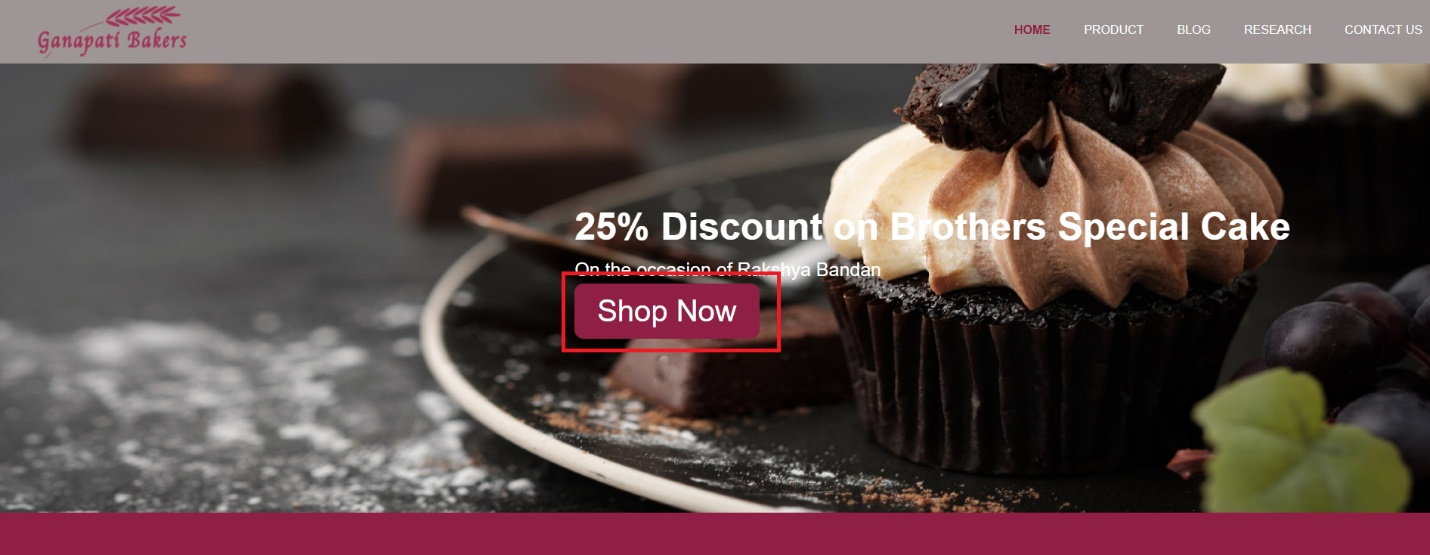 Ganapati Bakers
HOME PRODUCT BLOG RESEARCH CONTACT US
25% Discount on Brothers Special Cake
On the occasion of Rakshya Bandan
Shop Now